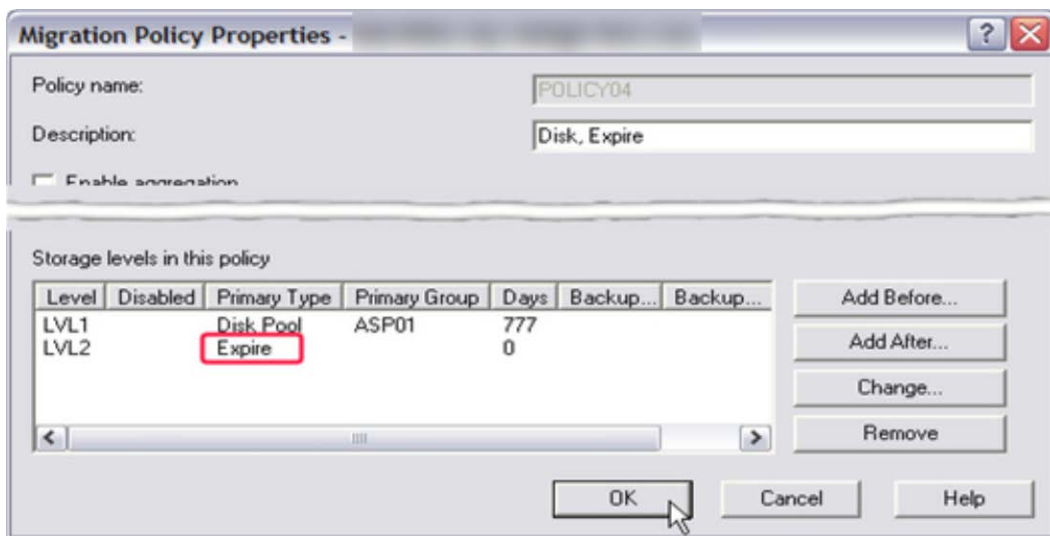 Migration Policy Properties -
Policy name: POLICY04
Description: Disk, Expire
Enable aggregation
Storage levels in this policy
Level Disabled Primary Type Primary Group Days Backup... Backup...
LVL1 Disk Pool ASP01 777
LVL2 Expire 0
Add Before...
Add After...
Change...
Remove
OK Cancel Help